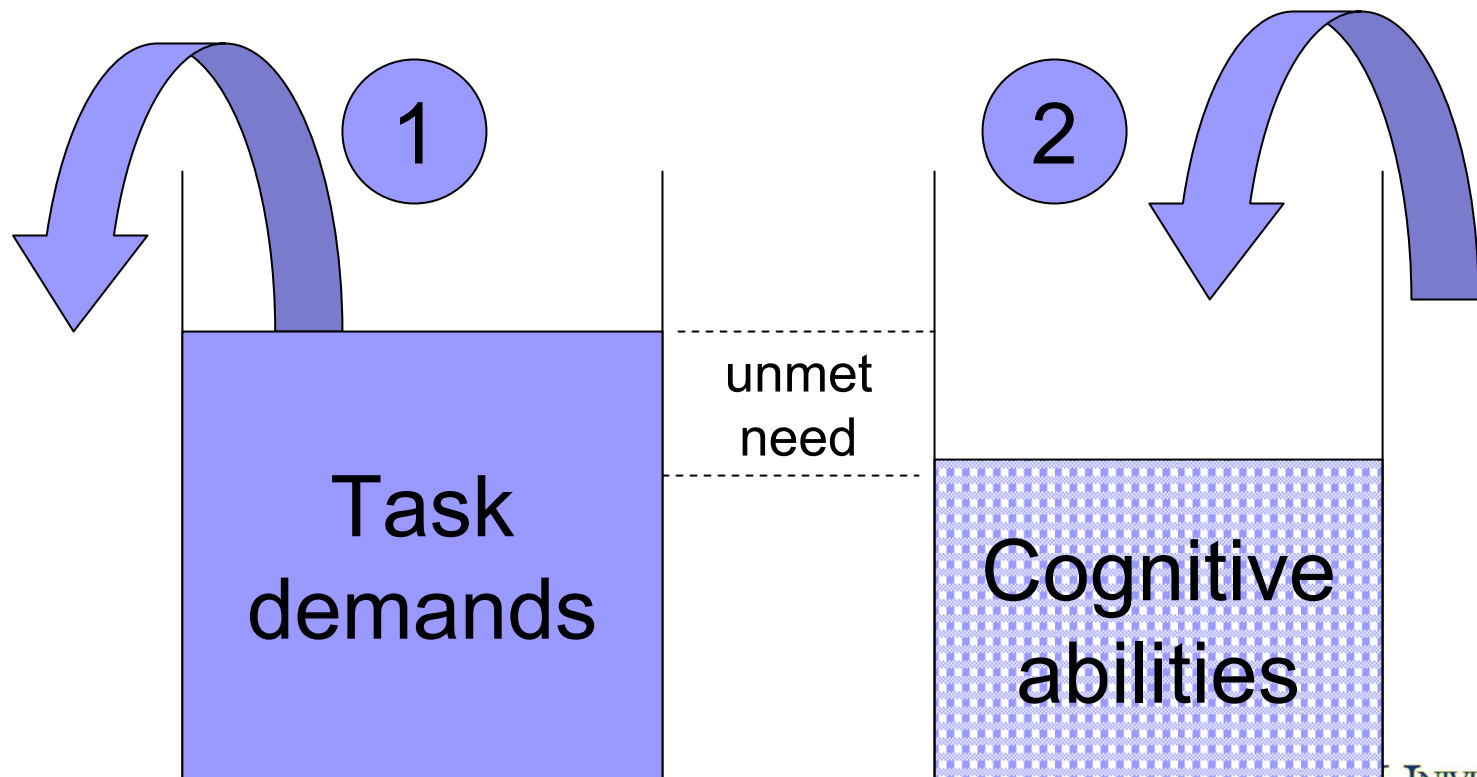 1
2
unmet
need
Task
demands
Cognitive
abilities